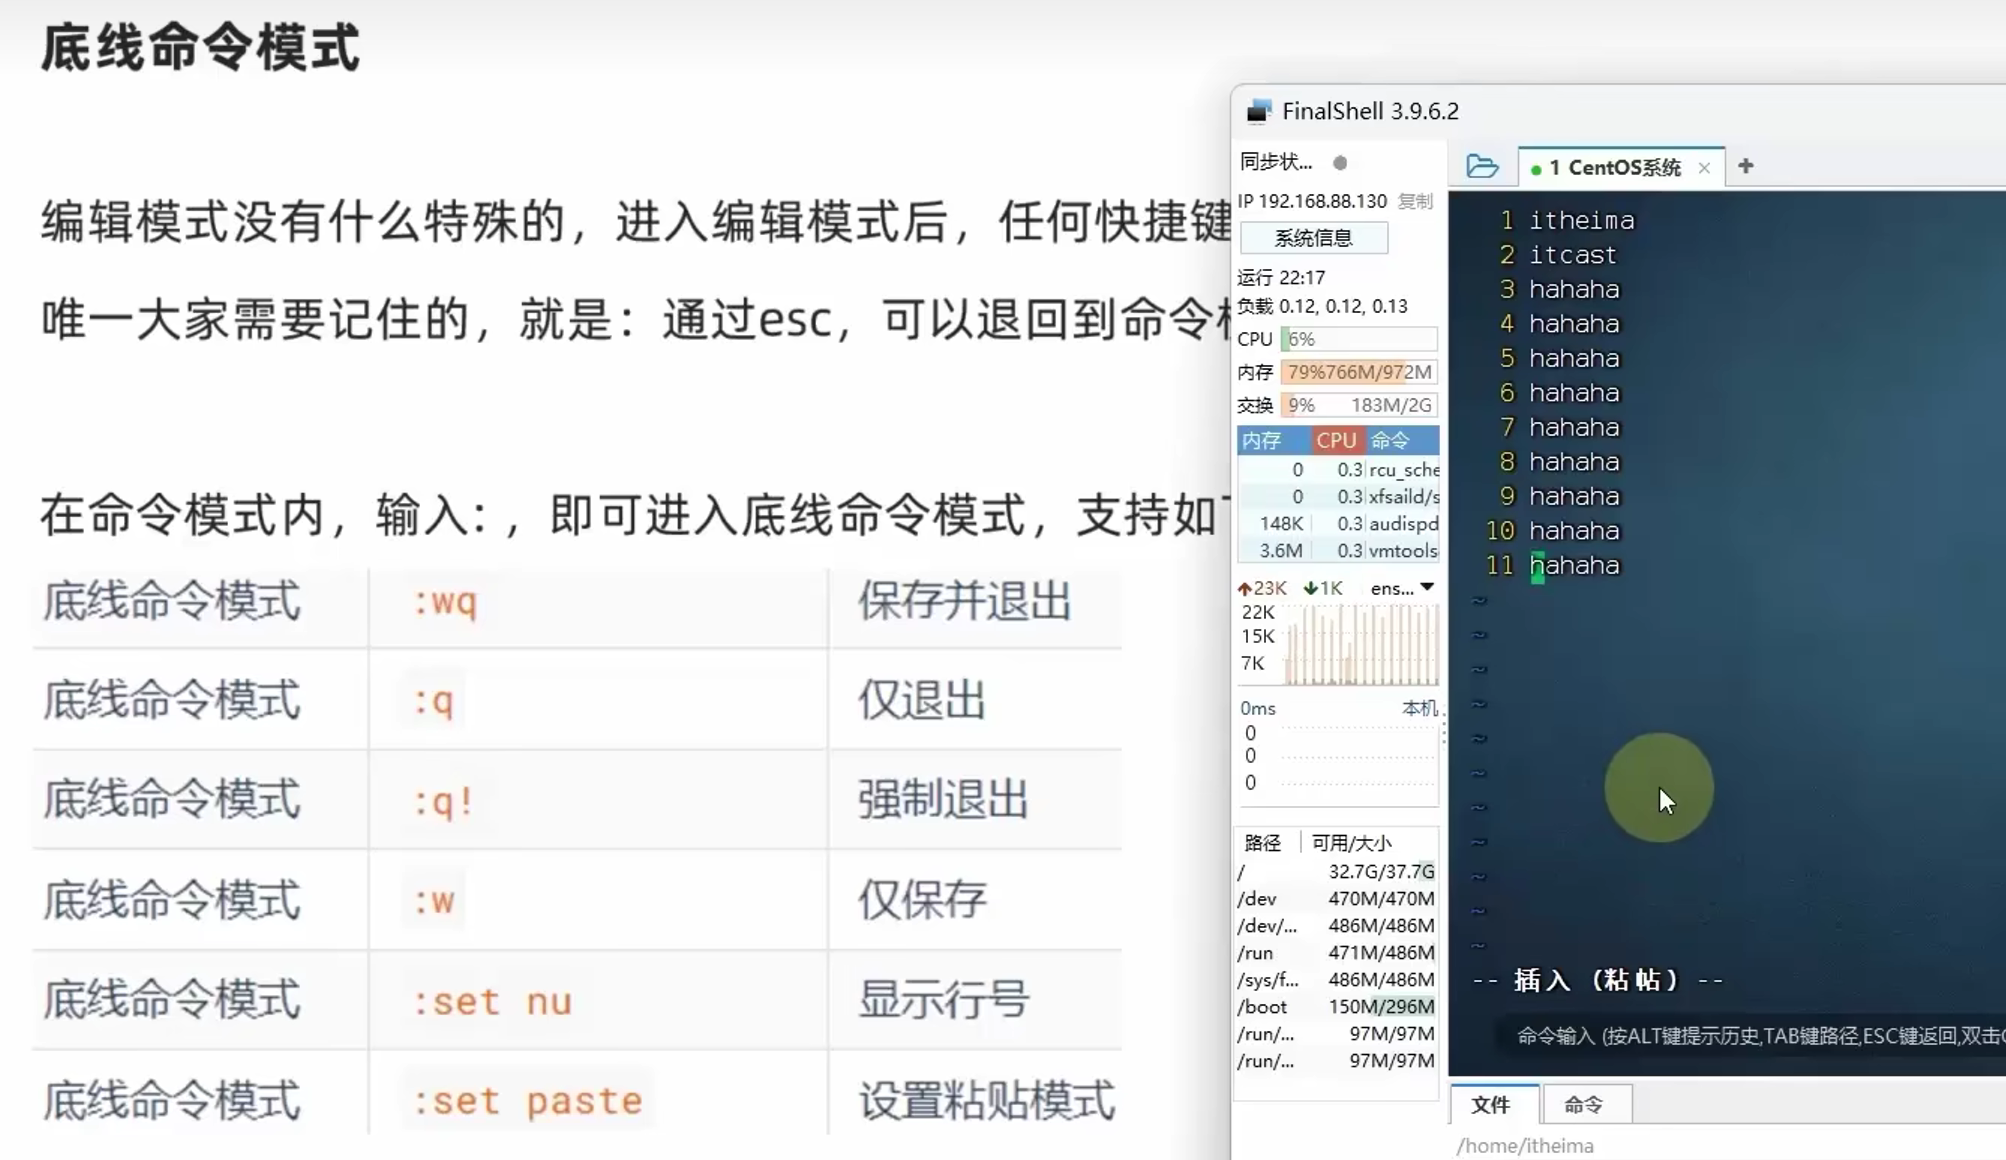 底线命令模式
编辑模式没有什么特殊的，进入编辑模式后，任何快捷键
唯一大家需要记住的，就是：通过esc，可以退回到命令
在命令模式内，输入: ，即可进入底线命令模式，支持如
底线命令模式 :wq 保存并退出
底线命令模式 :q 仅退出
底线命令模式 :q! 强制退出
底线命令模式 :w 仅保存
底线命令模式 :set nu 显示行号
底线命令模式 :set paste 设置粘贴模式
FinalShell 3.9.6.2
同步状...
IP 192.168.88.130 复制
系统信息
运行 22:17
负载 0.12, 0.12, 0.13
CPU 6%
内存 79%766M/972M
交换 9% 183M/2G
内存 CPU 命令
0 0.3 rcu_sche
0 0.3 xfsaild/s
148K 0.3 audispd
3.6M 0.3 vmtools
↑23K ↓1K ens...
22K
15K
7K
0ms 本机
0
0
0
路径 可用/大小
/ 32.7G/37.7G
/dev 470M/470M
/dev/... 486M/486M
/run 471M/486M
/sys/f... 486M/486M
/boot 150M/296M
/run/... 97M/97M
/run/... 97M/97M
1 CentOS系统 × +
1 itheima
2 itcast
3 hahaha
4 hahaha
5 hahaha
6 hahaha
7 hahaha
8 hahaha
9 hahaha
10 hahaha
11 hahaha
~
~
~
~
~
~
~
~
~
~
~
-- 插入（粘帖）--
命令输入 (按ALT键提示历史,TAB键路径,ESC键返回,双击
文件 命令
/home/itheima